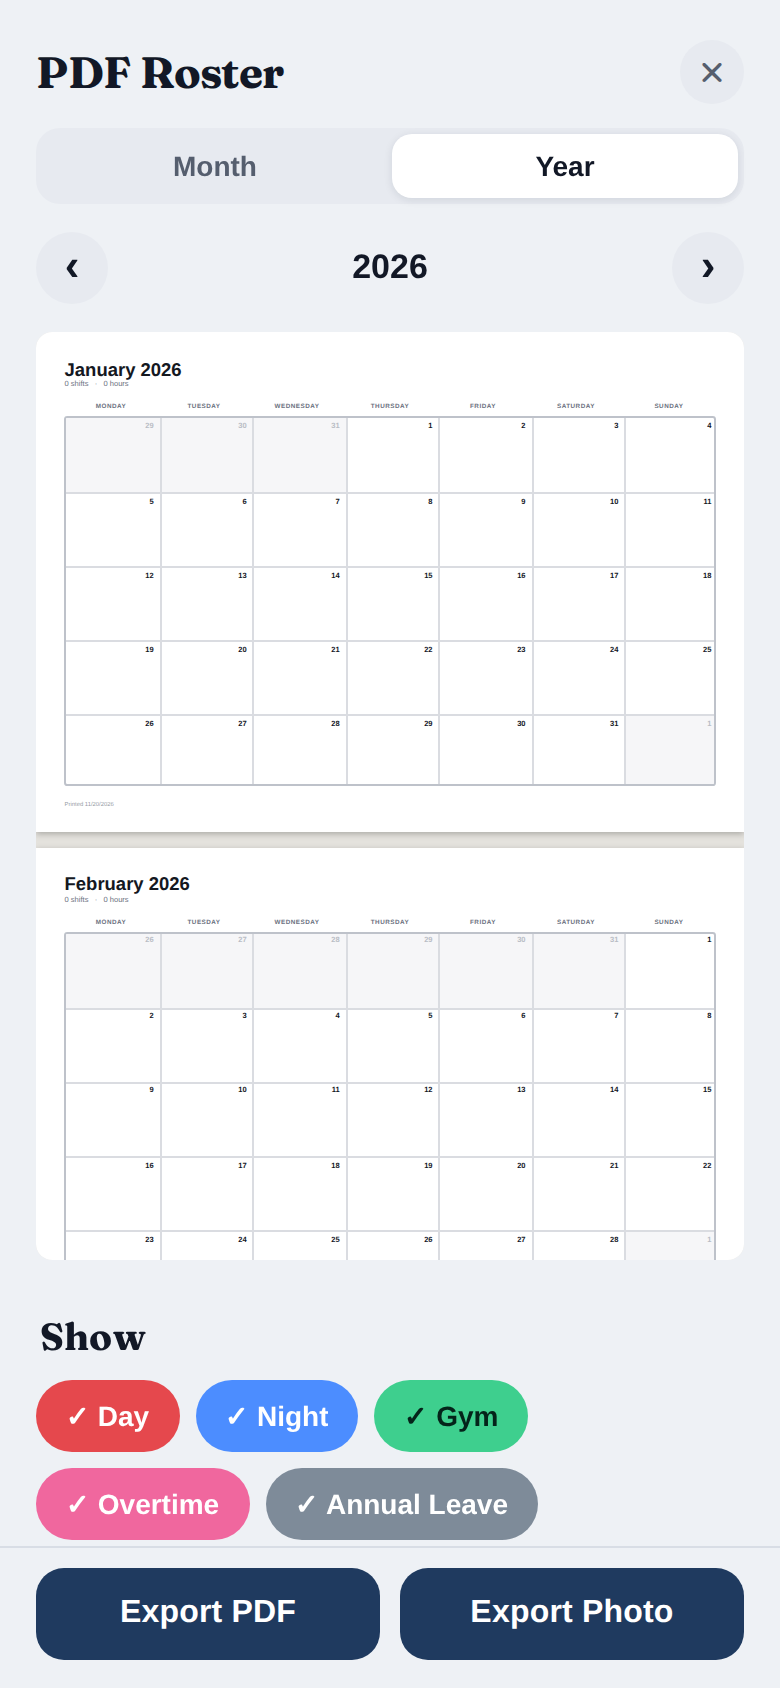 PDF Roster ✕
Month Year
‹ 2026 ›
January 2026
0 shifts · 0 hours
MONDAY TUESDAY WEDNESDAY THURSDAY FRIDAY SATURDAY SUNDAY
29 30 31 1 2 3 4
5 6 7 8 9 10 11
12 13 14 15 16 17 18
19 20 21 22 23 24 25
26 27 28 29 30 31 1
Printed 11/20/2026
February 2026
0 shifts · 0 hours
MONDAY TUESDAY WEDNESDAY THURSDAY FRIDAY SATURDAY SUNDAY
26 27 28 29 30 31 1
2 3 4 5 6 7 8
9 10 11 12 13 14 15
16 17 18 19 20 21 22
23 24 25 26 27 28 1
Show
✓ Day ✓ Night ✓ Gym
✓ Overtime ✓ Annual Leave
Export PDF Export Photo